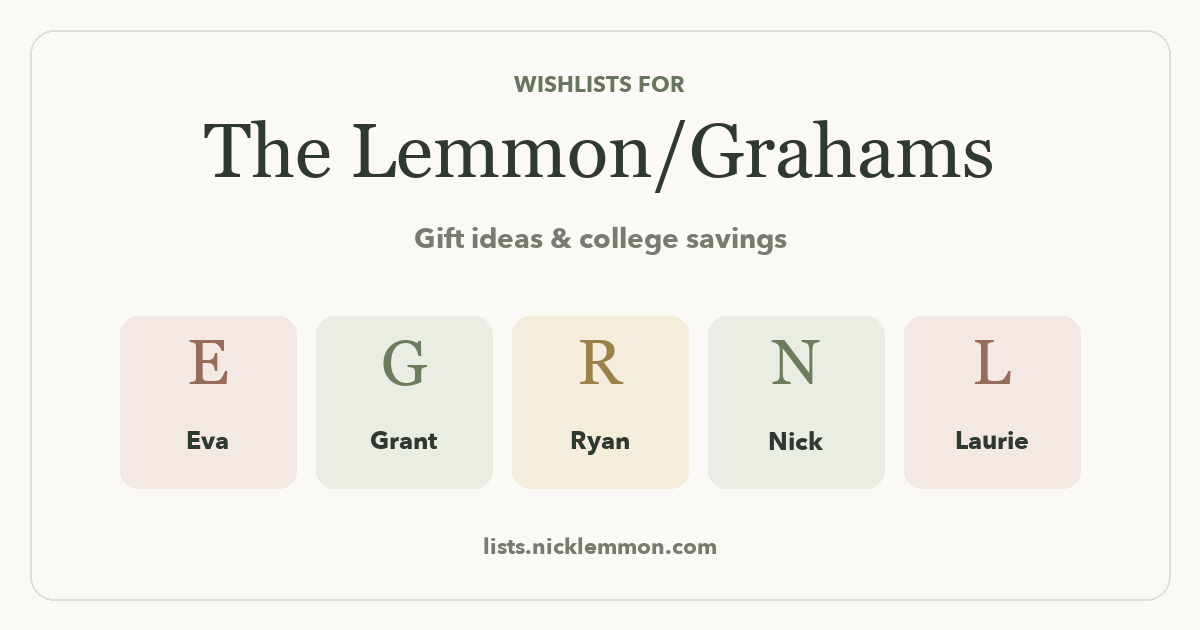 WISHLISTS FOR
The Lemmon/Grahams
Gift ideas & college savings
E G R N L
Eva Grant Ryan Nick Laurie
lists.nicklemmon.com